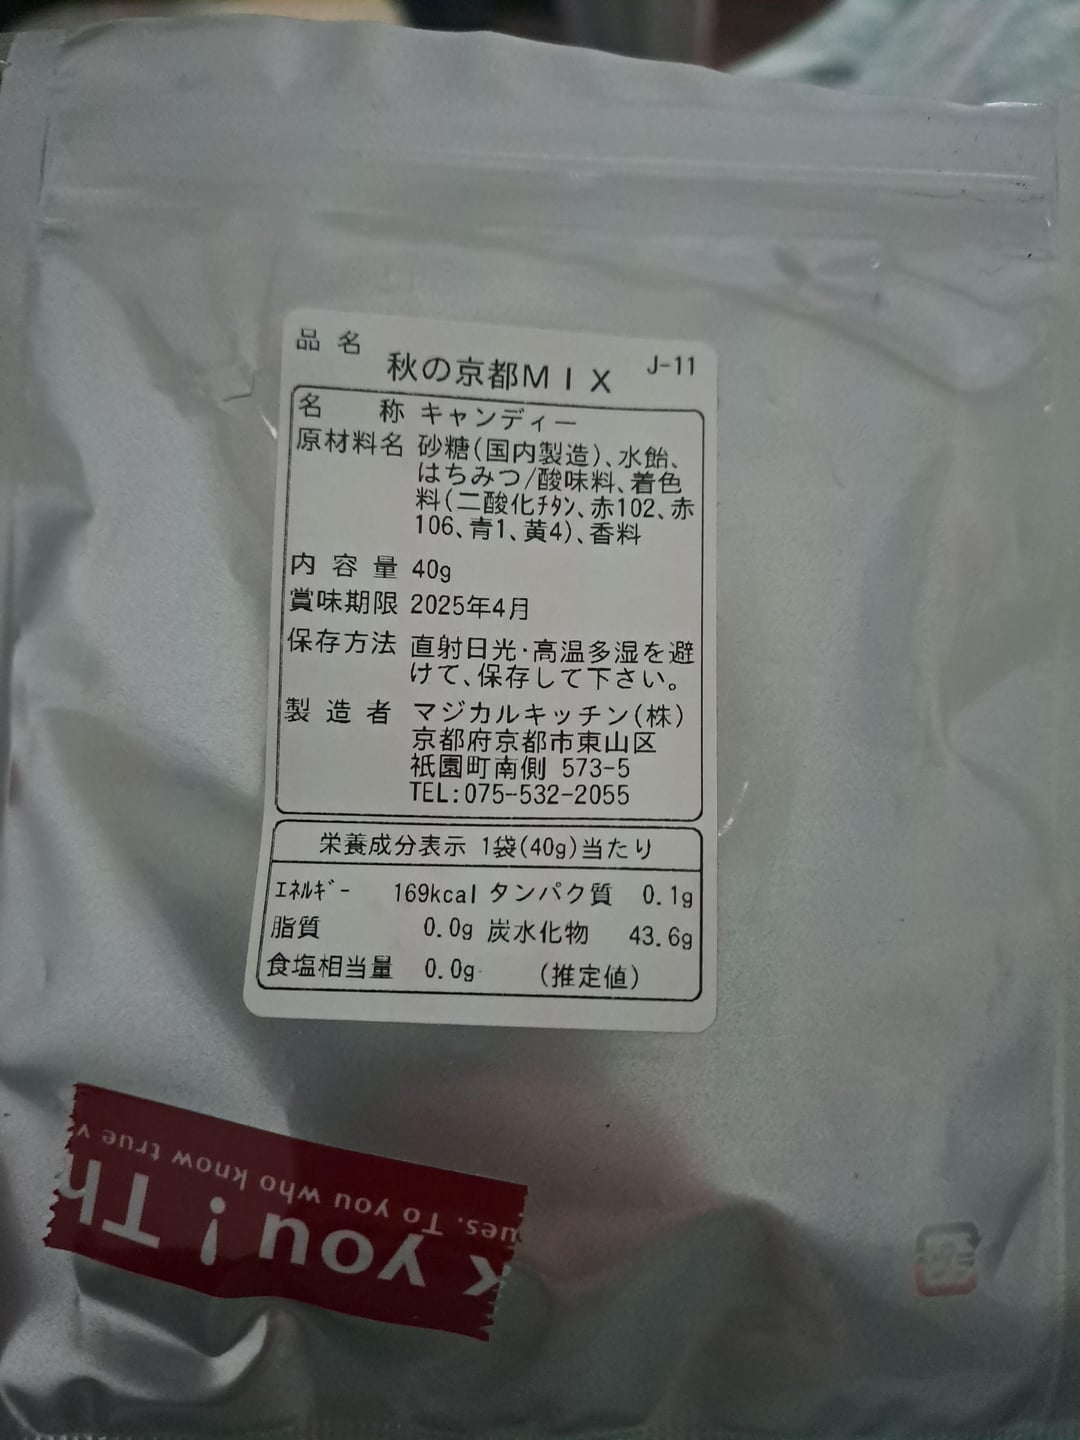 品名 秋の京都MIX J-11
名称 キャンディー
原材料名 砂糖(国内製造)、水飴、
はちみつ/酸味料、着色
料(二酸化ﾁﾀﾝ、赤102、赤
106、青1、黄4)、香料
内容量 40g
賞味期限 2025年4月
保存方法 直射日光・高温多湿を避
けて、保存して下さい。
製造者 マジカルキッチン(株)
京都府京都市東山区
祇園町南側 573-5
TEL:075-532-2055
栄養成分表示 1袋(40g)当たり
ｴﾈﾙｷﾞｰ 169kcal タンパク質 0.1g
脂質 0.0g 炭水化物 43.6g
食塩相当量 0.0g (推定値)
k you! Th
ues. To you who know true v
プラ